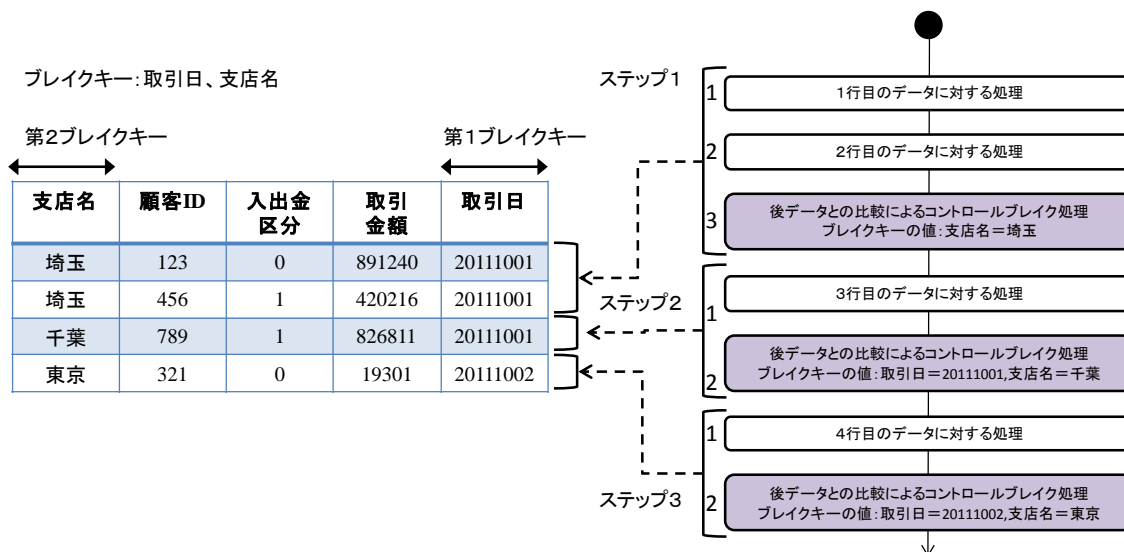 ブレイクキー:取引日、支店名
第2ブレイクキー
第1ブレイクキー
支店名 顧客ID 入出金区分 取引金額 取引日
埼玉 123 0 891240 20111001
埼玉 456 1 420216 20111001
千葉 789 1 826811 20111001
東京 321 0 19301 20111002
ステップ1
1 1行目のデータに対する処理
2 2行目のデータに対する処理
3 後データとの比較によるコントロールブレイク処理
ブレイクキーの値:支店名=埼玉
ステップ2
1 3行目のデータに対する処理
2 後データとの比較によるコントロールブレイク処理
ブレイクキーの値:取引日=20111001,支店名=千葉
ステップ3
1 4行目のデータに対する処理
2 後データとの比較によるコントロールブレイク処理
ブレイクキーの値:取引日=20111002,支店名=東京